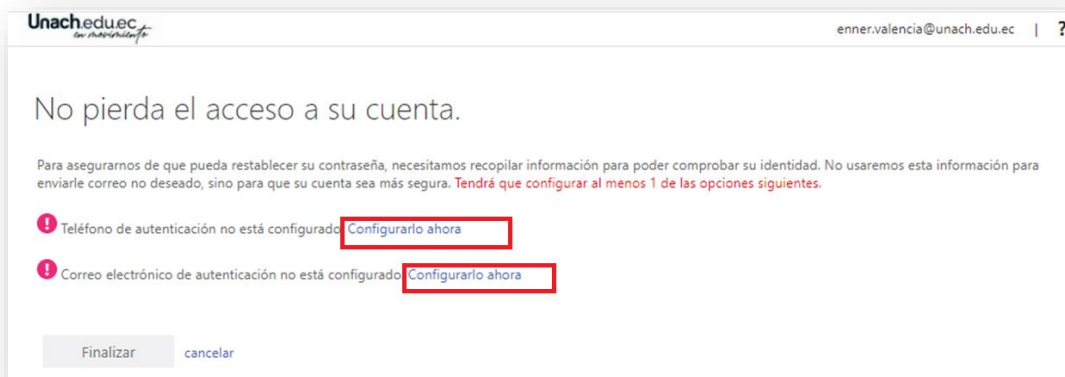 Unach.edu.ec
en movimiento
enner.valencia@unach.edu.ec | ?
No pierda el acceso a su cuenta.
Para asegurarnos de que pueda restablecer su contraseña, necesitamos recopilar información para poder comprobar su identidad. No usaremos esta información para
enviarle correo no deseado, sino para que su cuenta sea más segura. Tendrá que configurar al menos 1 de las opciones siguientes.
! Teléfono de autenticación no está configurado Configurarlo ahora
! Correo electrónico de autenticación no está configurado Configurarlo ahora
Finalizar cancelar